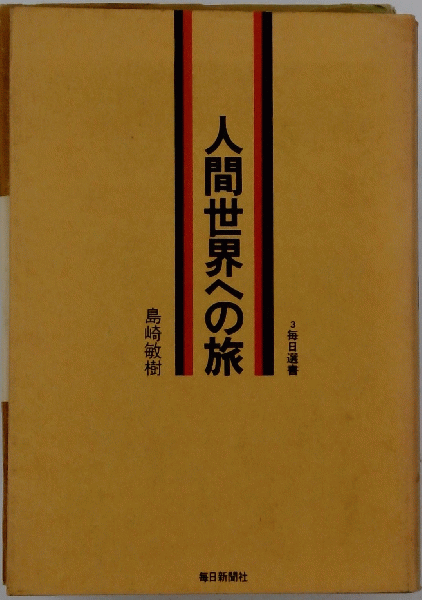 3 毎日選書
人間世界への旅
島崎敏樹
毎日新聞社